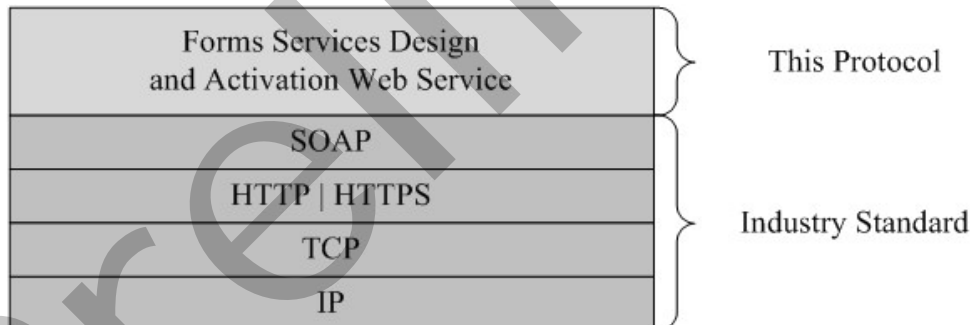 Forms Services Design
and Activation Web Service
This Protocol
SOAP
HTTP | HTTPS
TCP
IP
Industry Standard